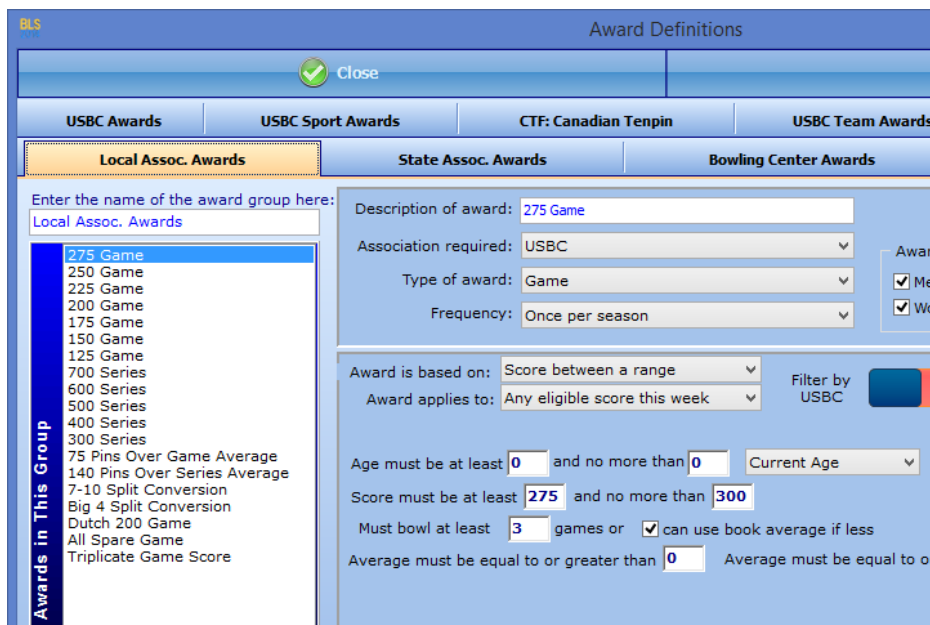 BLS
Award Definitions
Close
USBC Awards USBC Sport Awards CTF: Canadian Tenpin USBC Team Awards
Local Assoc. Awards State Assoc. Awards Bowling Center Awards
Enter the name of the award group here:
Local Assoc. Awards
Awards in This Group
275 Game
250 Game
225 Game
200 Game
175 Game
150 Game
125 Game
700 Series
600 Series
500 Series
400 Series
300 Series
75 Pins Over Game Average
140 Pins Over Series Average
7-10 Split Conversion
Big 4 Split Conversion
Dutch 200 Game
All Spare Game
Triplicate Game Score
Description of award: 275 Game
Association required: USBC
Type of award: Game
Frequency: Once per season
Awar
Me
Wo
Award is based on: Score between a range
Award applies to: Any eligible score this week
Filter by
USBC
Age must be at least 0 and no more than 0 Current Age
Score must be at least 275 and no more than 300
Must bowl at least 3 games or can use book average if less
Average must be equal to or greater than 0 Average must be equal to o